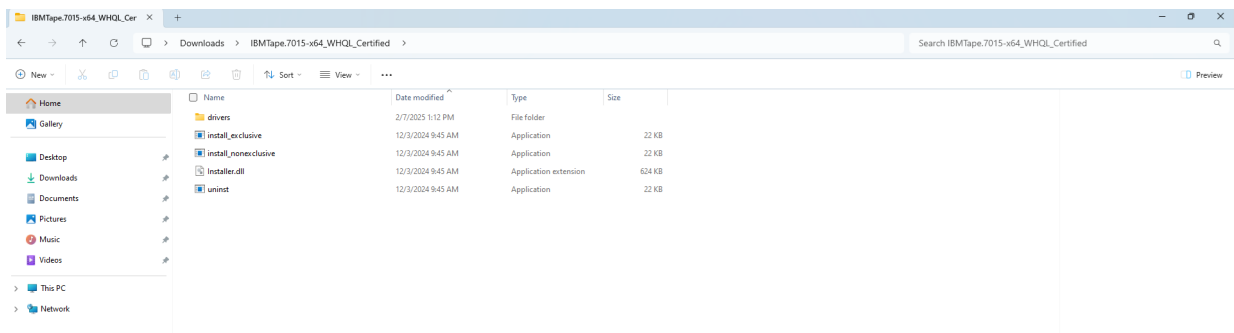 IBMTape.7015-x64_WHQL_Cer
Downloads > IBMTape.7015-x64_WHQL_Certified >
Search IBMTape.7015-x64_WHQL_Certified
New
Sort
View
Preview
Home
Gallery
Desktop
Downloads
Documents
Pictures
Music
Videos
This PC
Network
Name Date modified Type Size
drivers 2/7/2025 1:12 PM File folder
install_exclusive 12/3/2024 9:45 AM Application 22 KB
install_nonexclusive 12/3/2024 9:45 AM Application 22 KB
Installer.dll 12/3/2024 9:45 AM Application extension 624 KB
uninst 12/3/2024 9:45 AM Application 22 KB